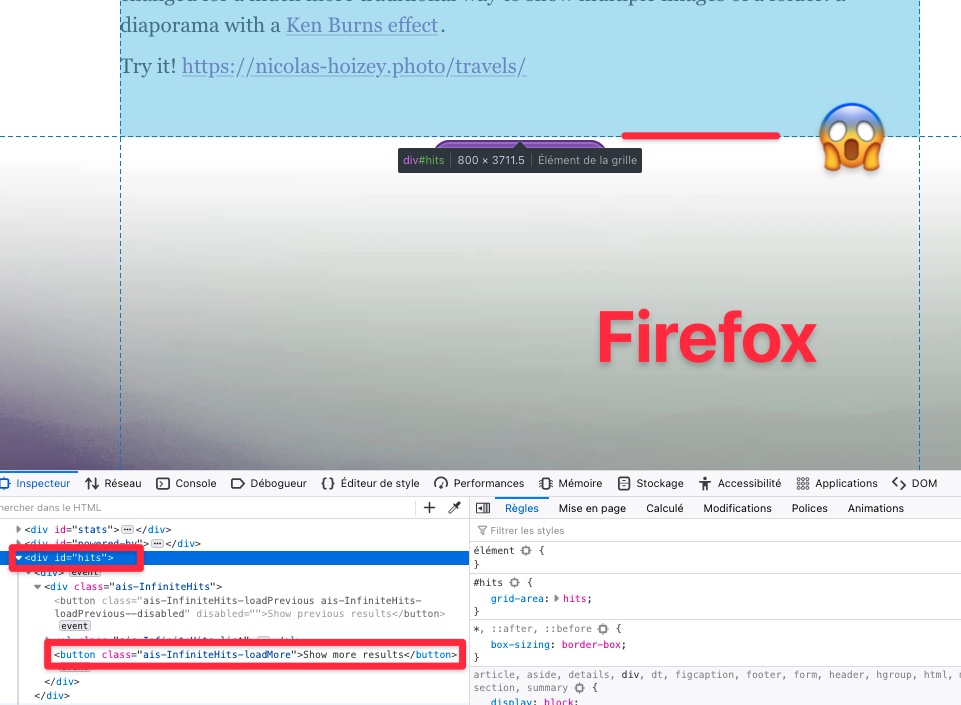 diaporama with a Ken Burns effect.
Try it! https://nicolas-hoizey.photo/travels/
div#hits 800 × 3711.5 Élément de la grille
Firefox
Inspecteur Réseau Console Débogueur Éditeur de style Performances Mémoire Stockage Accessibilité Applications DOM
hercher dans le HTML
Règles Mise en page Calculé Modifications Polices Animations
<div id="stats"> </div>
<div id="powered-by"> </div>
<div id="hits">
<div> event
<div class="ais-InfiniteHits">
<button class="ais-InfiniteHits-loadPrevious ais-InfiniteHits-
loadPrevious--disabled" disabled="">Show previous results</button>
event
<button class="ais-InfiniteHits-loadMore">Show more results</button>
</div>
</div>
Filtrer les styles
élément {
}
#hits {
grid-area: hits;
}
*, ::after, ::before {
box-sizing: border-box;
}
article, aside, details, div, dt, figcaption, footer, form, header, hgroup, html,
section, summary {
display: block;